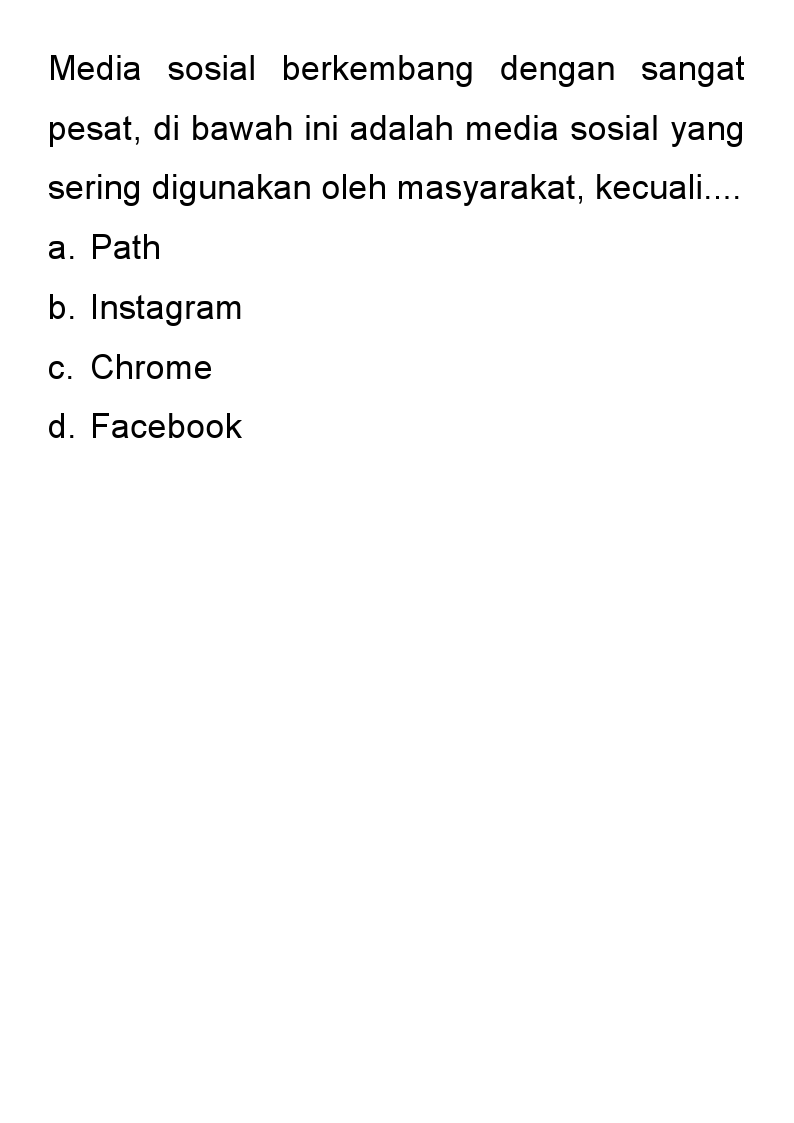 Media sosial berkembang dengan sangat
pesat, di bawah ini adalah media sosial yang
sering digunakan oleh masyarakat, kecuali....
a. Path
b. Instagram
c. Chrome
d. Facebook